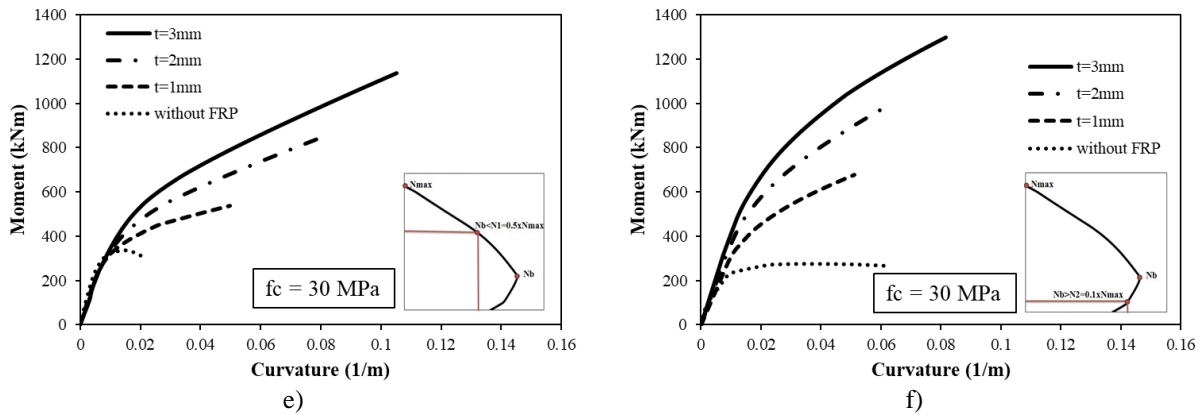 1400
1200
1000
800
600
400
200
0
Moment (kNm)
t=3mm
t=2mm
t=1mm
without FRP
Nmax
Nb<N1=0.5xNmax
Nb
fc = 30 MPa
0 0.02 0.04 0.06 0.08 0.1 0.12 0.14 0.16
Curvature (1/m)
e)
1400
1200
1000
800
600
400
200
0
Moment (kNm)
t=3mm
t=2mm
t=1mm
without FRP
Nmax
Nb
Nb>N2=0.1xNmax
fc = 30 MPa
0 0.02 0.04 0.06 0.08 0.1 0.12 0.14 0.16
Curvature (1/m)
f)